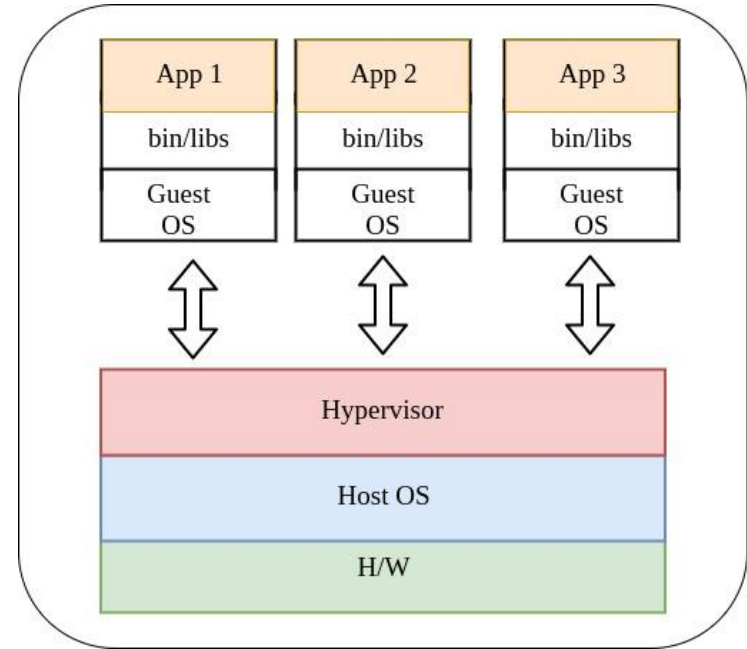 App 1
App 2
App 3
bin/libs
bin/libs
bin/libs
Guest
OS
Guest
OS
Guest
OS
Hypervisor
Host OS
H/W